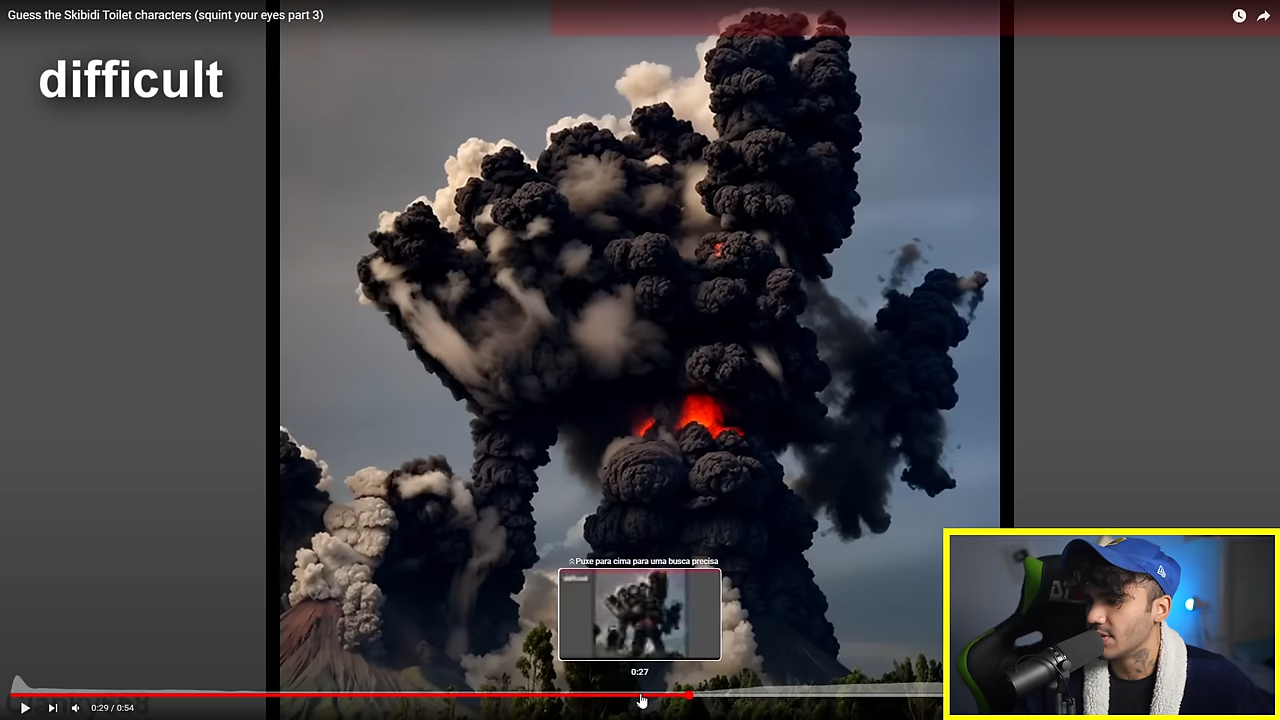 Guess the Skibidi Toilet characters (squint your eyes part 3)
difficult
Puxe para cima para uma busca precisa
0:27
0:29 / 0:54